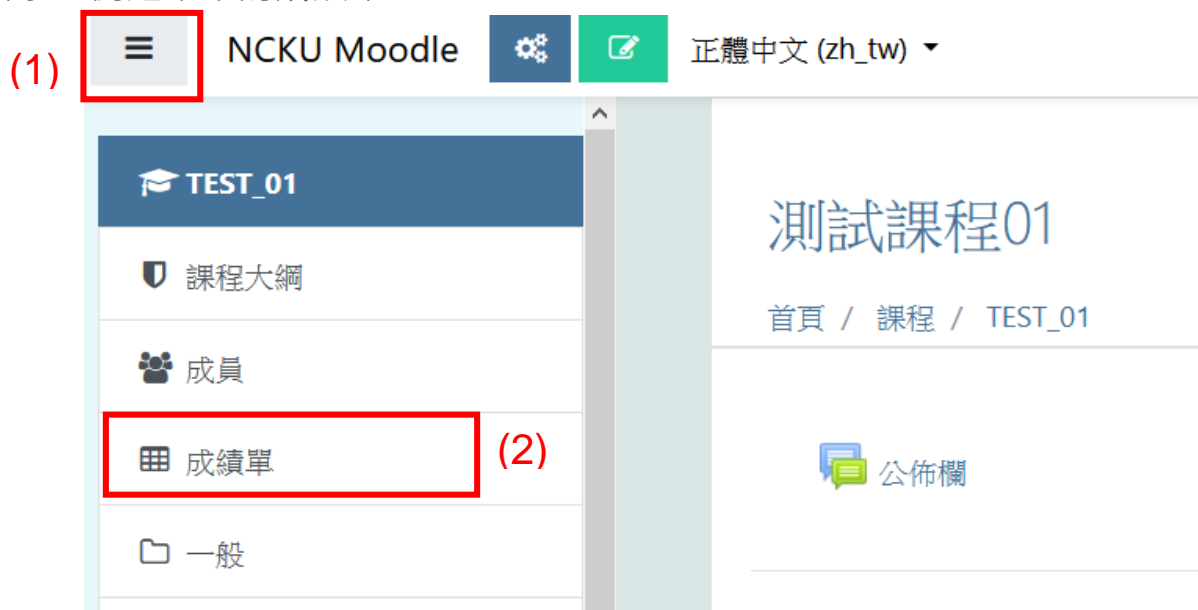 (1)
NCKU Moodle
正體中文 (zh_tw)
TEST_01
測試課程01
課程大綱
首頁 / 課程 / TEST_01
成員
成績單
(2)
公佈欄
一般